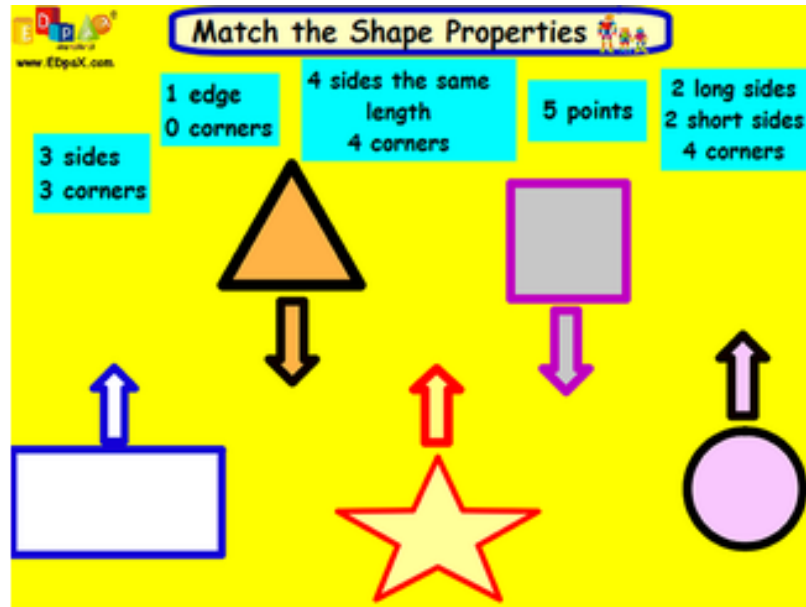 EDpax®
www.EDpaX.com
Match the Shape Properties
3 sides
3 corners
1 edge
0 corners
4 sides the same
length
4 corners
5 points
2 long sides
2 short sides
4 corners